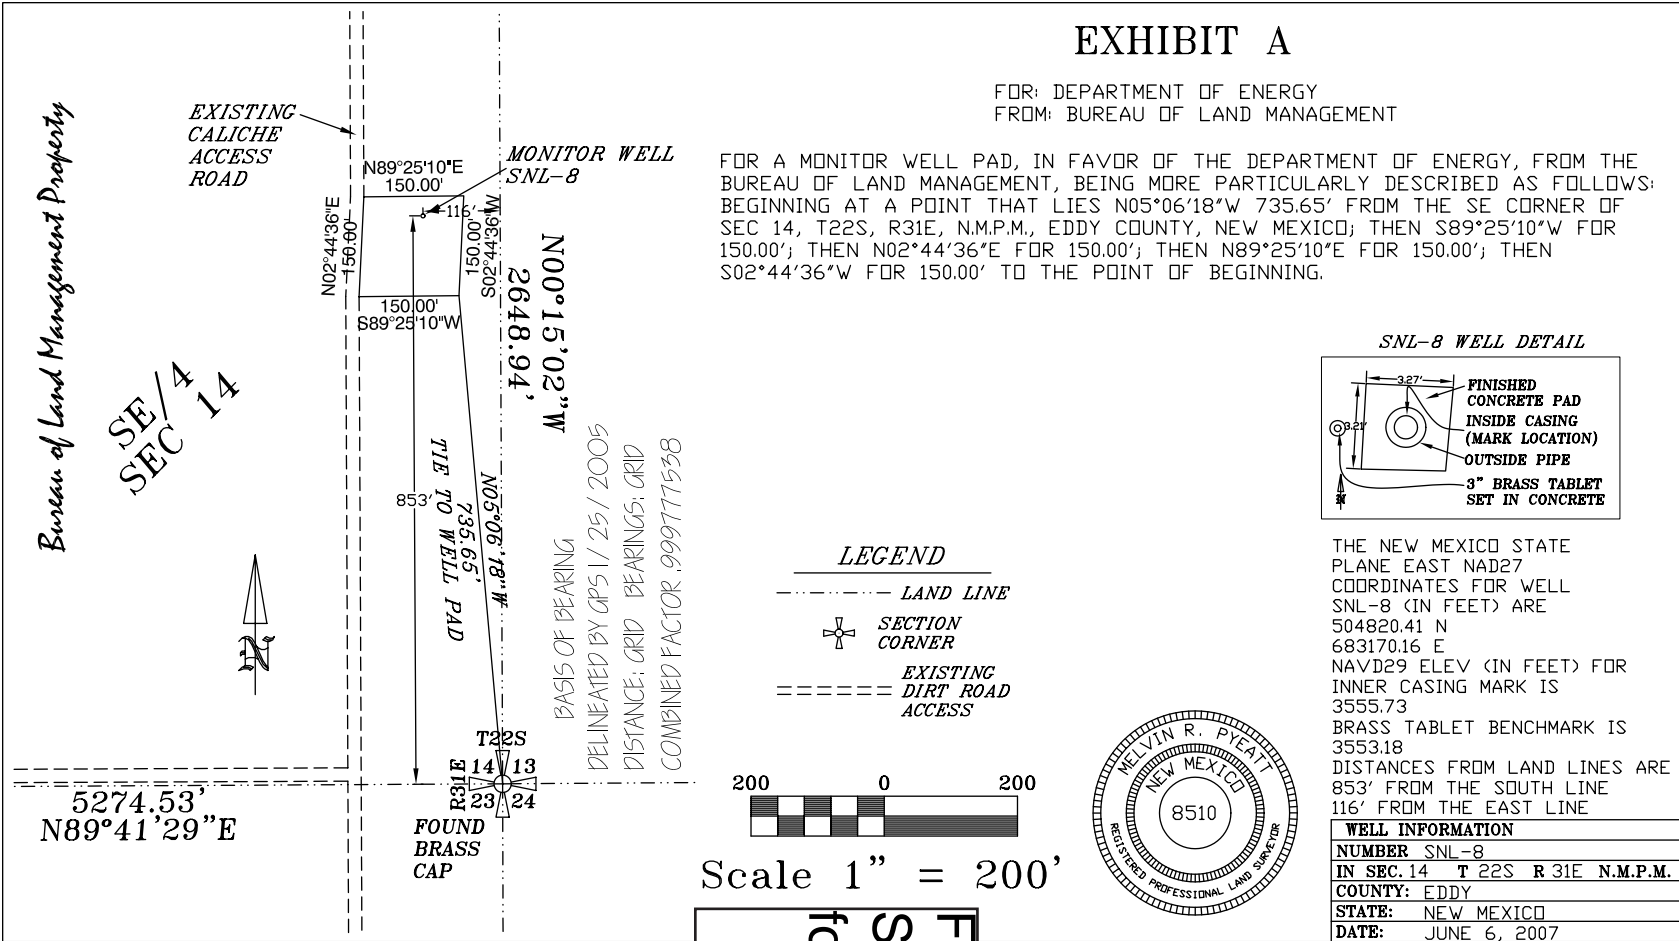 EXHIBIT A
FOR: DEPARTMENT OF ENERGY
FROM: BUREAU OF LAND MANAGEMENT
FOR A MONITOR WELL PAD, IN FAVOR OF THE DEPARTMENT OF ENERGY, FROM THE
BUREAU OF LAND MANAGEMENT, BEING MORE PARTICULARLY DESCRIBED AS FOLLOWS:
BEGINNING AT A POINT THAT LIES N05°06'18"W 735.65' FROM THE SE CORNER OF
SEC 14, T22S, R31E, N.M.P.M., EDDY COUNTY, NEW MEXICO; THEN S89°25'10"W FOR
150.00'; THEN N02°44'36"E FOR 150.00'; THEN N89°25'10"E FOR 150.00'; THEN
S02°44'36"W FOR 150.00' TO THE POINT OF BEGINNING.
Bureau of Land Management Property
EXISTING
CALICHE
ACCESS
ROAD
N89°25'10"E
150.00'
MONITOR WELL
SNL-8
116'
N02°44'36"E
150.00'
150.00'
S02°44'36"W
150.00'
S89°25'10"W
N00°15'02"W
2648.94'
SE/4
SEC 14
853'
N05°06'18"W
735.65'
TIE TO WELL PAD
BASIS OF BEARING
DELINEATED BY GPS 1/25/2005
DISTANCE: GRID BEARINGS: GRID
COMBINED FACTOR .999777538
N
T22S
R31E
14 13
23 24
5274.53'
N89°41'29"E
FOUND
BRASS
CAP
LEGEND
LAND LINE
SECTION
CORNER
EXISTING
DIRT ROAD
ACCESS
200 0 200
Scale 1" = 200'
MELVIN R. PYEATT
NEW MEXICO
8510
REGISTERED PROFESSIONAL LAND SURVEYOR
SNL-8 WELL DETAIL
3.27'
3.21'
FINISHED
CONCRETE PAD
INSIDE CASING
(MARK LOCATION)
OUTSIDE PIPE
3" BRASS TABLET
SET IN CONCRETE
N
THE NEW MEXICO STATE
PLANE EAST NAD27
COORDINATES FOR WELL
SNL-8 (IN FEET) ARE
504820.41 N
683170.16 E
NAVD29 ELEV (IN FEET) FOR
INNER CASING MARK IS
3555.73
BRASS TABLET BENCHMARK IS
3553.18
DISTANCES FROM LAND LINES ARE
853' FROM THE SOUTH LINE
116' FROM THE EAST LINE
WELL INFORMATION
NUMBER SNL-8
IN SEC. 14 T 22S R 31E N.M.P.M.
COUNTY: EDDY
STATE: NEW MEXICO
DATE: JUNE 6, 2007